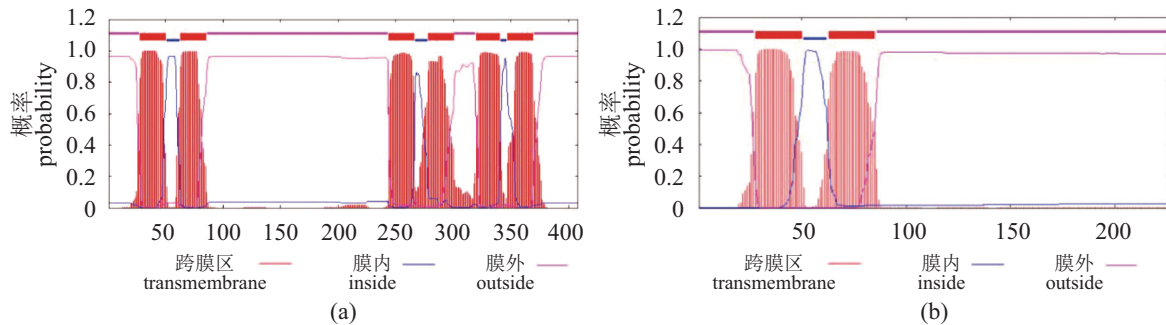 1.2
1.0
0.8
0.6
0.4
0.2
0
概率
probability
50 100 150 200 250 300 350 400
跨膜区
transmembrane
膜内
inside
膜外
outside
(a)
1.2
1.0
0.8
0.6
0.4
0.2
0
概率
probability
50 100 150 200
跨膜区
transmembrane
膜内
inside
膜外
outside
(b)